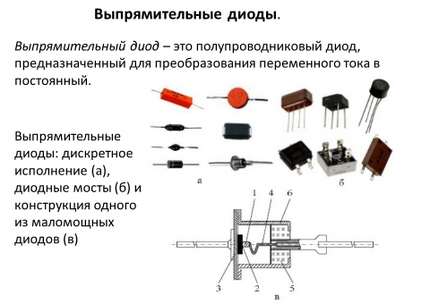 Выпрямительные диоды.
Выпрямительный диод – это полупроводниковый диод,
предназначенный для преобразования переменного тока в
постоянный.
Выпрямительные
диоды: дискретное
исполнение (а),
диодные мосты (б) и
конструкция одного
из маломощных
диодов (в)
а
б
1
4
6
3
2
5
в